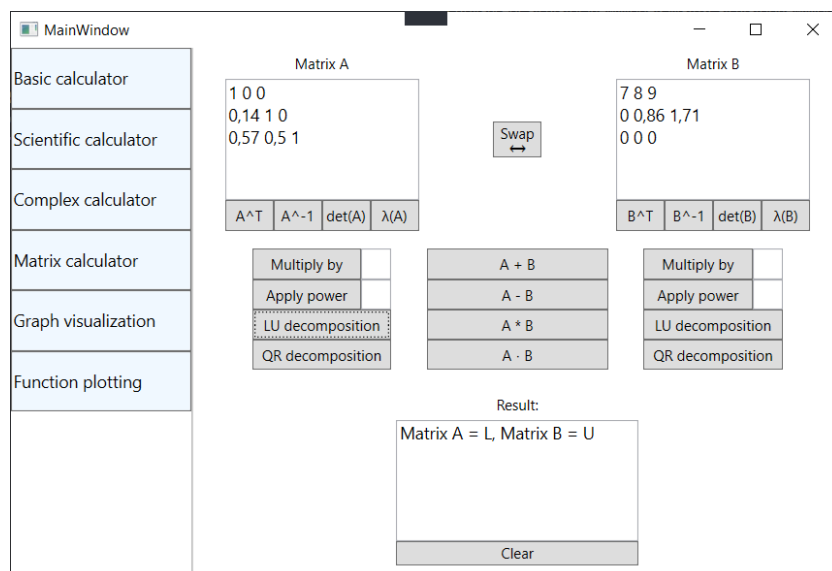 MainWindow
Basic calculator
Scientific calculator
Complex calculator
Matrix calculator
Graph visualization
Function plotting
Matrix A
1 0 0
0,14 1 0
0,57 0,5 1
A^T A^-1 det(A) λ(A)
Swap
↔
Matrix B
7 8 9
0 0,86 1,71
0 0 0
B^T B^-1 det(B) λ(B)
Multiply by
Apply power
LU decomposition
QR decomposition
A + B
A - B
A * B
A · B
Multiply by
Apply power
LU decomposition
QR decomposition
Result:
Matrix A = L, Matrix B = U
Clear